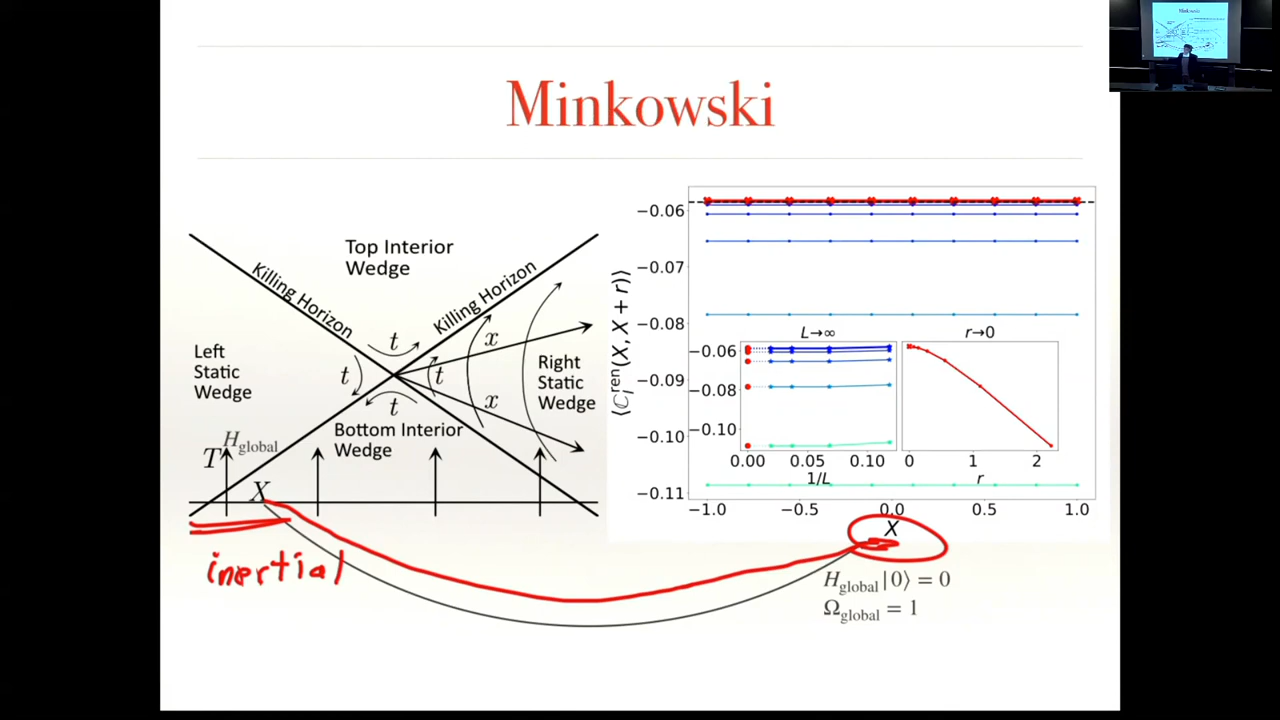 Minkowski
Top Interior
Wedge
Killing Horizon
Killing Horizon
t
x
Left
Static
Wedge
t
t
Right
Static
Wedge
t
x
Bottom Interior
Wedge
H_global
T
X
inertial
⟨ℂ_l^ren(X, X + r)⟩
−0.06
−0.07
−0.08
−0.09
−0.10
−0.11
−1.0 −0.5 0.0 0.5 1.0
X
L→∞
−0.06
−0.08
−0.10
0.00 0.05 0.10
1/L
r→0
0 1 2
r
H_global|0⟩ = 0
Ω_global = 1
Minkowski